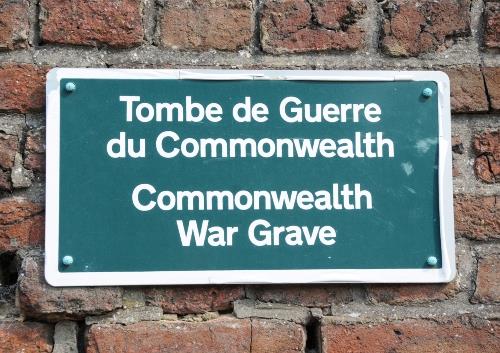 Tombe de Guerre
du Commonwealth
Commonwealth
War Grave